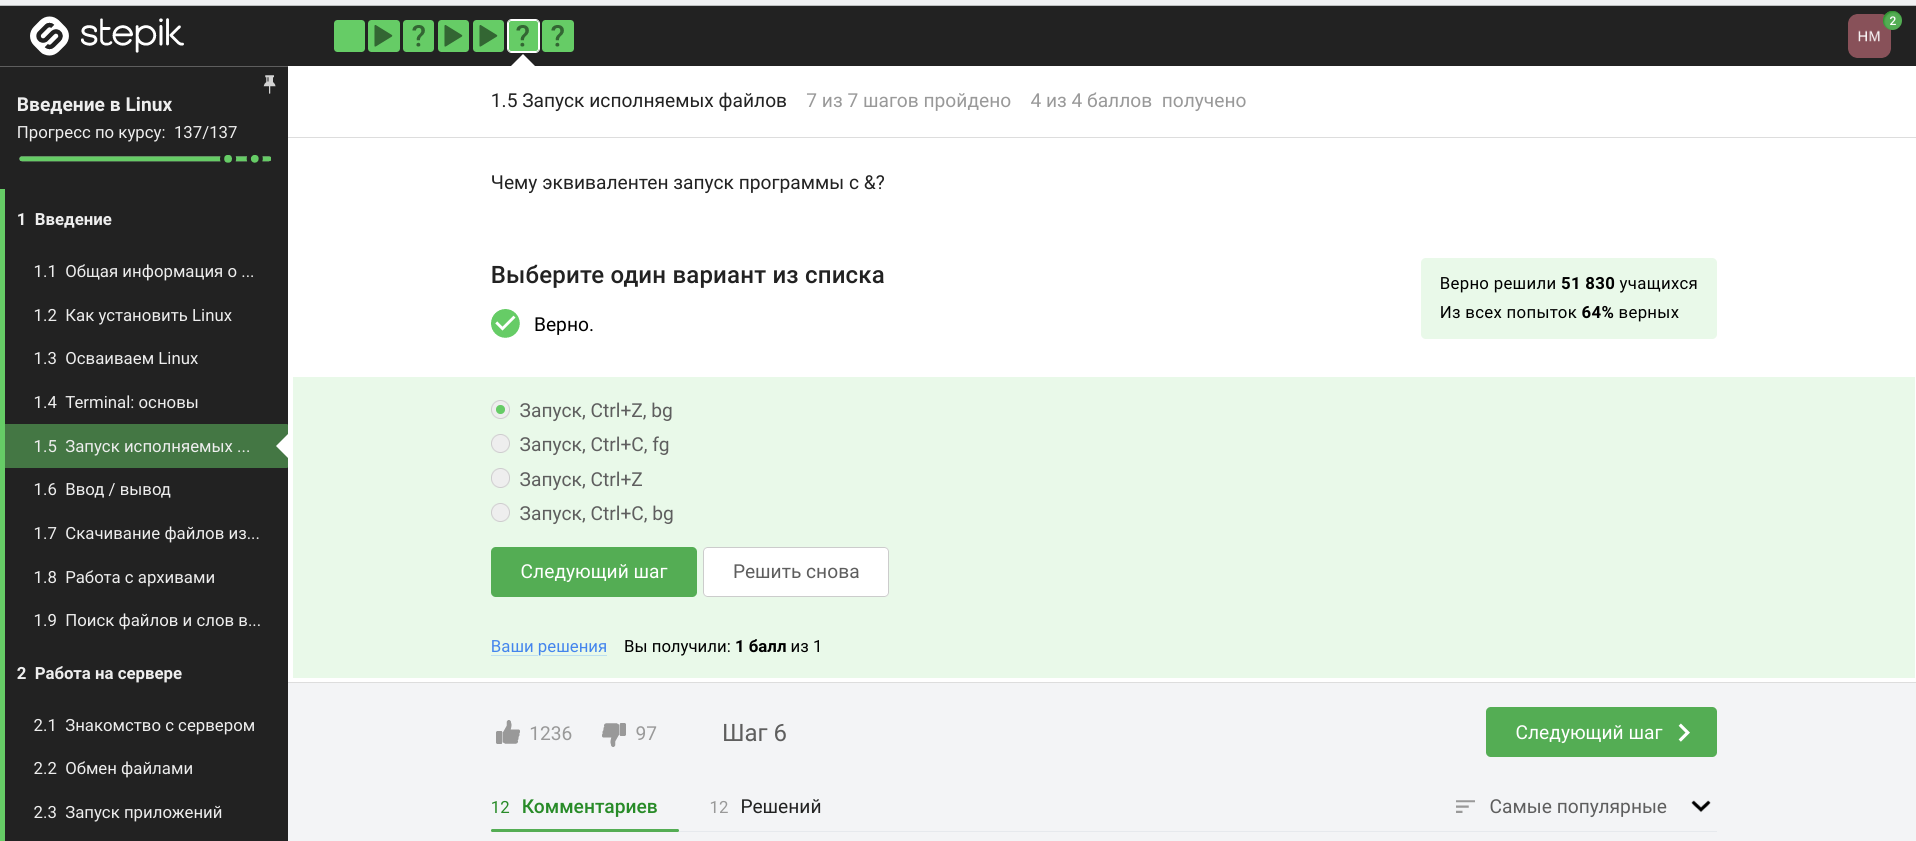 stepik
? ? ?
НМ 2
Введение в Linux
Прогресс по курсу: 137/137
1 Введение
1.1 Общая информация о ...
1.2 Как установить Linux
1.3 Осваиваем Linux
1.4 Terminal: основы
1.5 Запуск исполняемых ...
1.6 Ввод / вывод
1.7 Скачивание файлов из...
1.8 Работа с архивами
1.9 Поиск файлов и слов в...
2 Работа на сервере
2.1 Знакомство с сервером
2.2 Обмен файлами
2.3 Запуск приложений
1.5 Запуск исполняемых файлов 7 из 7 шагов пройдено 4 из 4 баллов получено
Чему эквивалентен запуск программы с &?
Выберите один вариант из списка
Верно.
Верно решили 51 830 учащихся
Из всех попыток 64% верных
Запуск, Ctrl+Z, bg
Запуск, Ctrl+C, fg
Запуск, Ctrl+Z
Запуск, Ctrl+C, bg
Следующий шаг Решить снова
Ваши решения Вы получили: 1 балл из 1
1236 97 Шаг 6 Следующий шаг
12 Комментариев 12 Решений Самые популярные